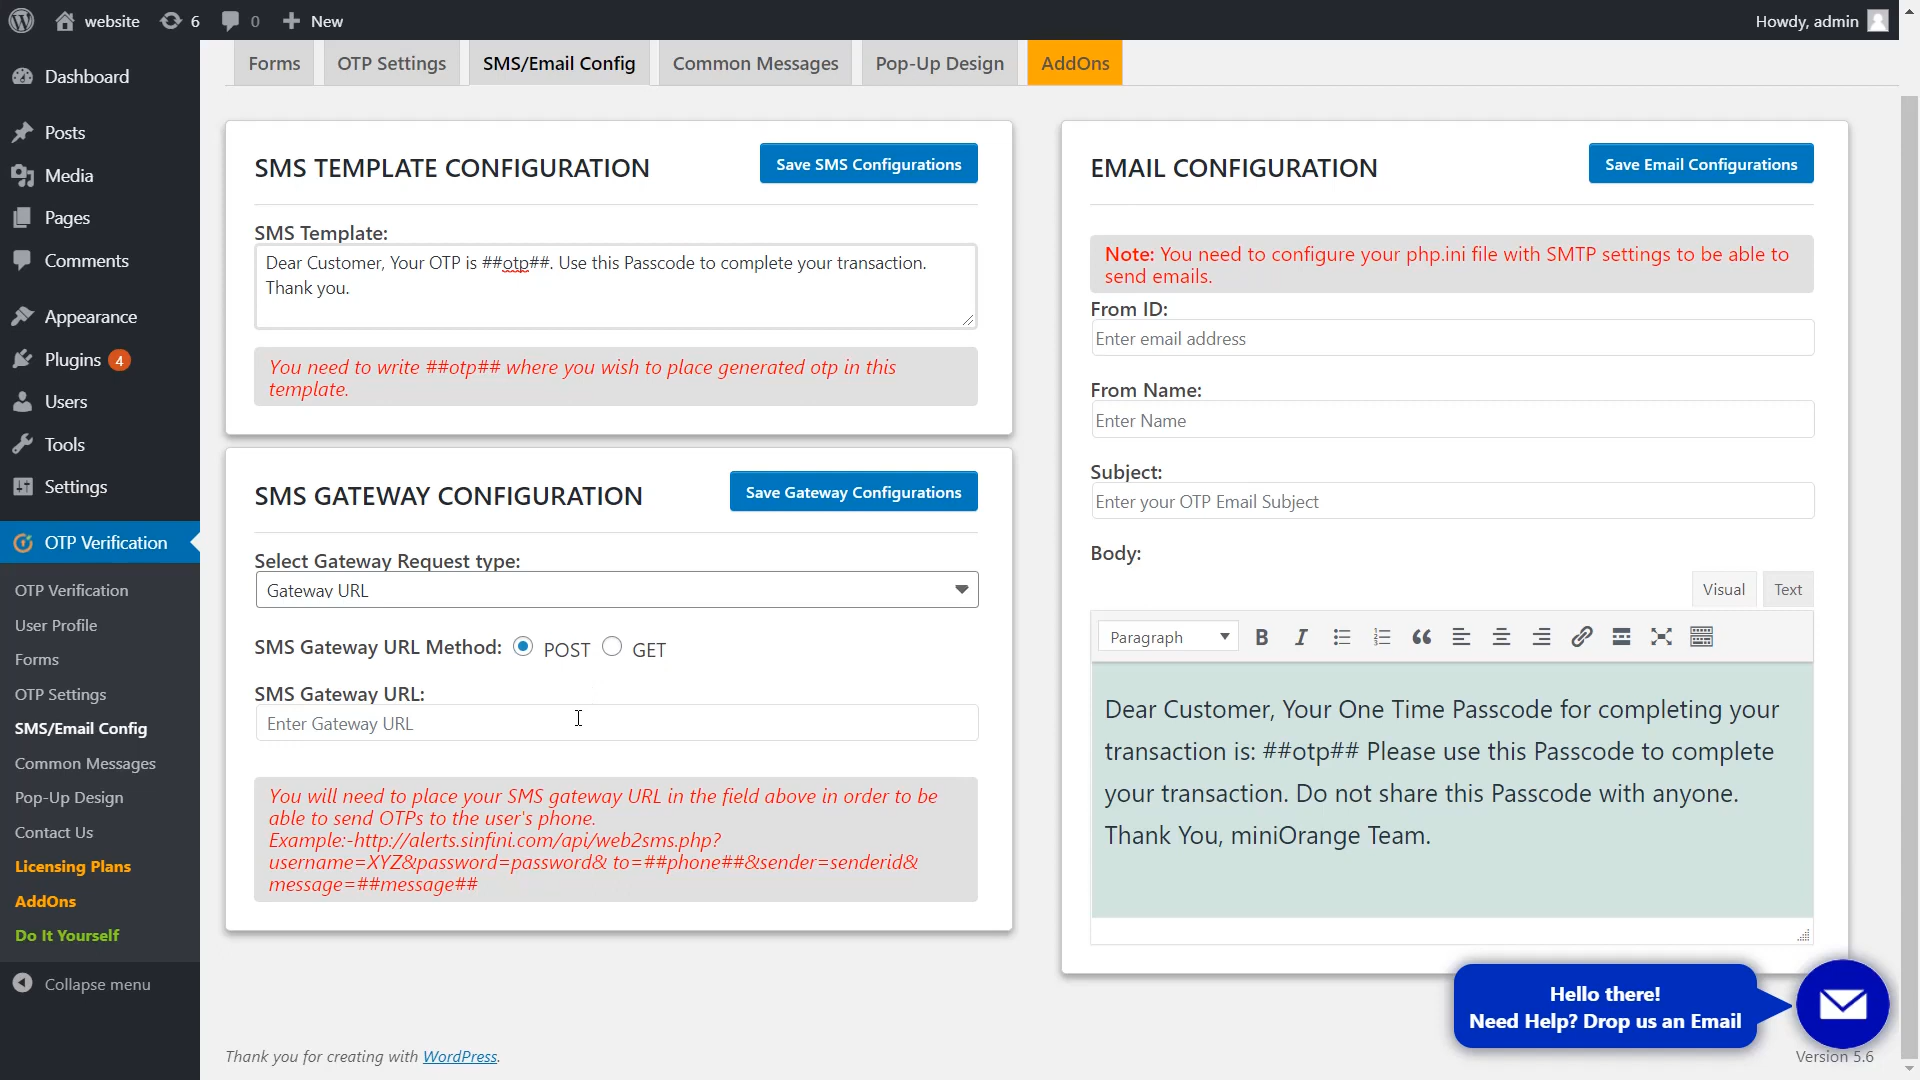 website
6
0
New
Howdy, admin
Dashboard
Posts
Media
Pages
Comments
Appearance
Plugins 4
Users
Tools
Settings
OTP Verification
OTP Verification
User Profile
Forms
OTP Settings
SMS/Email Config
Common Messages
Pop-Up Design
Contact Us
Licensing Plans
AddOns
Do It Yourself
Collapse menu
Forms
OTP Settings
SMS/Email Config
Common Messages
Pop-Up Design
AddOns
SMS TEMPLATE CONFIGURATION
Save SMS Configurations
SMS Template:
Dear Customer, Your OTP is ##otp##. Use this Passcode to complete your transaction.
Thank you.
You need to write ##otp## where you wish to place generated otp in this
template.
SMS GATEWAY CONFIGURATION
Save Gateway Configurations
Select Gateway Request type:
Gateway URL
SMS Gateway URL Method: POST GET
SMS Gateway URL:
Enter Gateway URL
You will need to place your SMS gateway URL in the field above in order to be
able to send OTPs to the user's phone.
Example:-http://alerts.sinfini.com/api/web2sms.php?
username=XYZ&password=password& to=##phone##&sender=senderid&
message=##message##
EMAIL CONFIGURATION
Save Email Configurations
Note: You need to configure your php.ini file with SMTP settings to be able to
send emails.
From ID:
Enter email address
From Name:
Enter Name
Subject:
Enter your OTP Email Subject
Body:
Visual
Text
Paragraph
Dear Customer, Your One Time Passcode for completing your
transaction is: ##otp## Please use this Passcode to complete
your transaction. Do not share this Passcode with anyone.
Thank You, miniOrange Team.
Hello there!
Need Help? Drop us an Email
Thank you for creating with WordPress.
Version 5.6